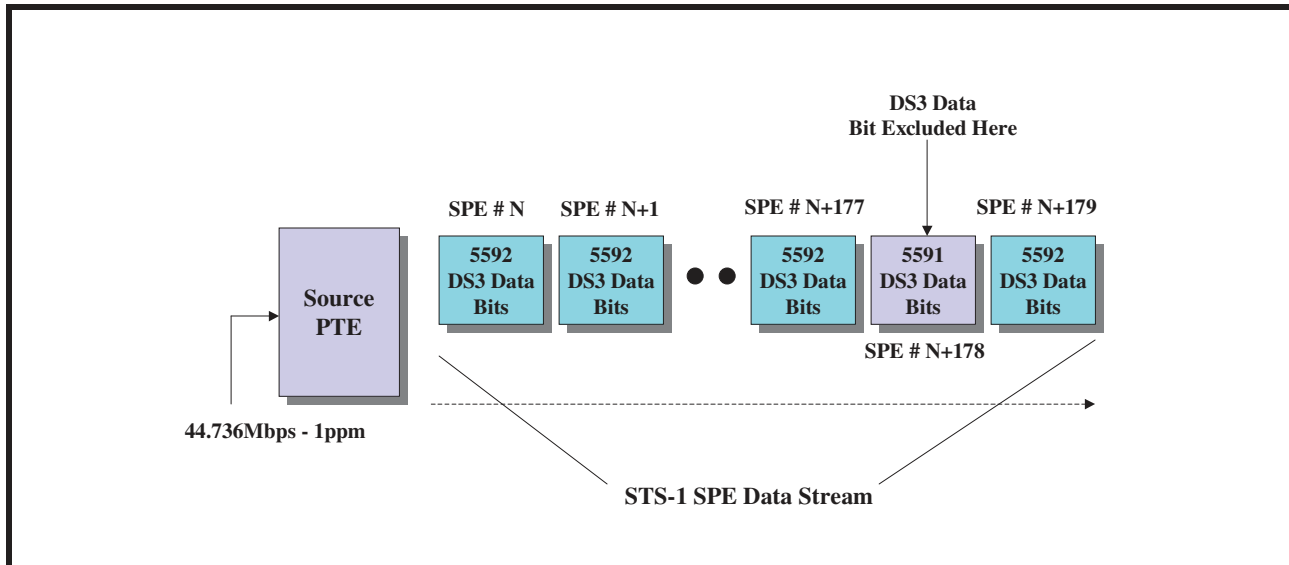 DS3 Data
Bit Excluded Here
SPE # N
SPE # N+1
SPE # N+177
SPE # N+179
Source
PTE
5592
DS3 Data
Bits
5592
DS3 Data
Bits
5592
DS3 Data
Bits
5591
DS3 Data
Bits
5592
DS3 Data
Bits
SPE # N+178
44.736Mbps - 1ppm
STS-1 SPE Data Stream